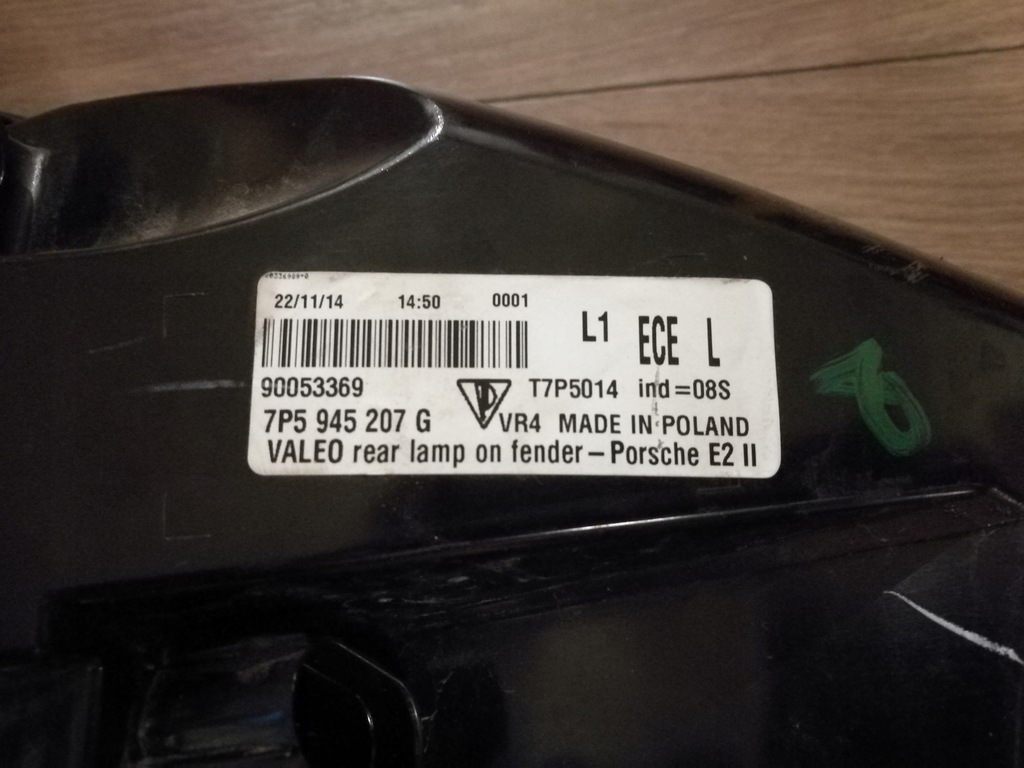 22/11/14 14:50 0001
L1 ECE L
90053369 T7P5014 ind=08S
7P5 945 207 G VR4 MADE IN POLAND
VALEO rear lamp on fender – Porsche E2 II